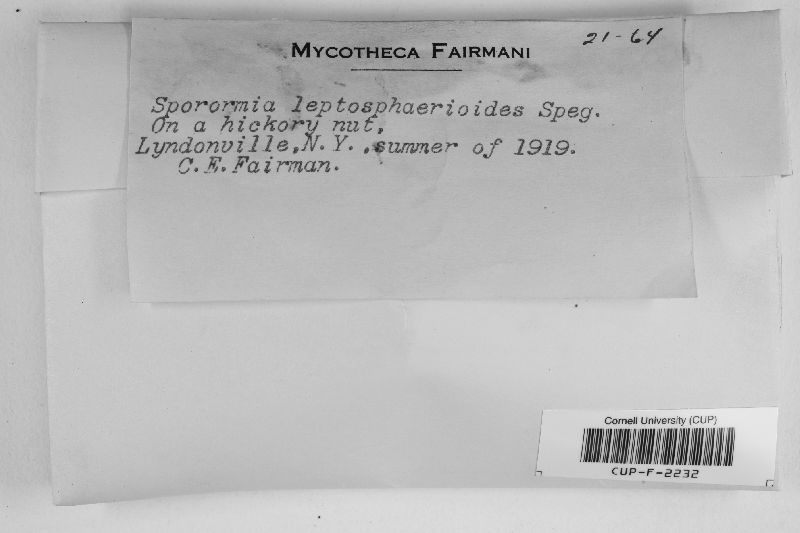 MYCOTHECA FAIRMANI
21-64
Sporormia leptosphaerioides Speg.
On a hickory nut,
Lyndonville, N. Y. , summer of 1919.
C. E. Fairman.
Cornell University (CUP)
CUP-F-2232